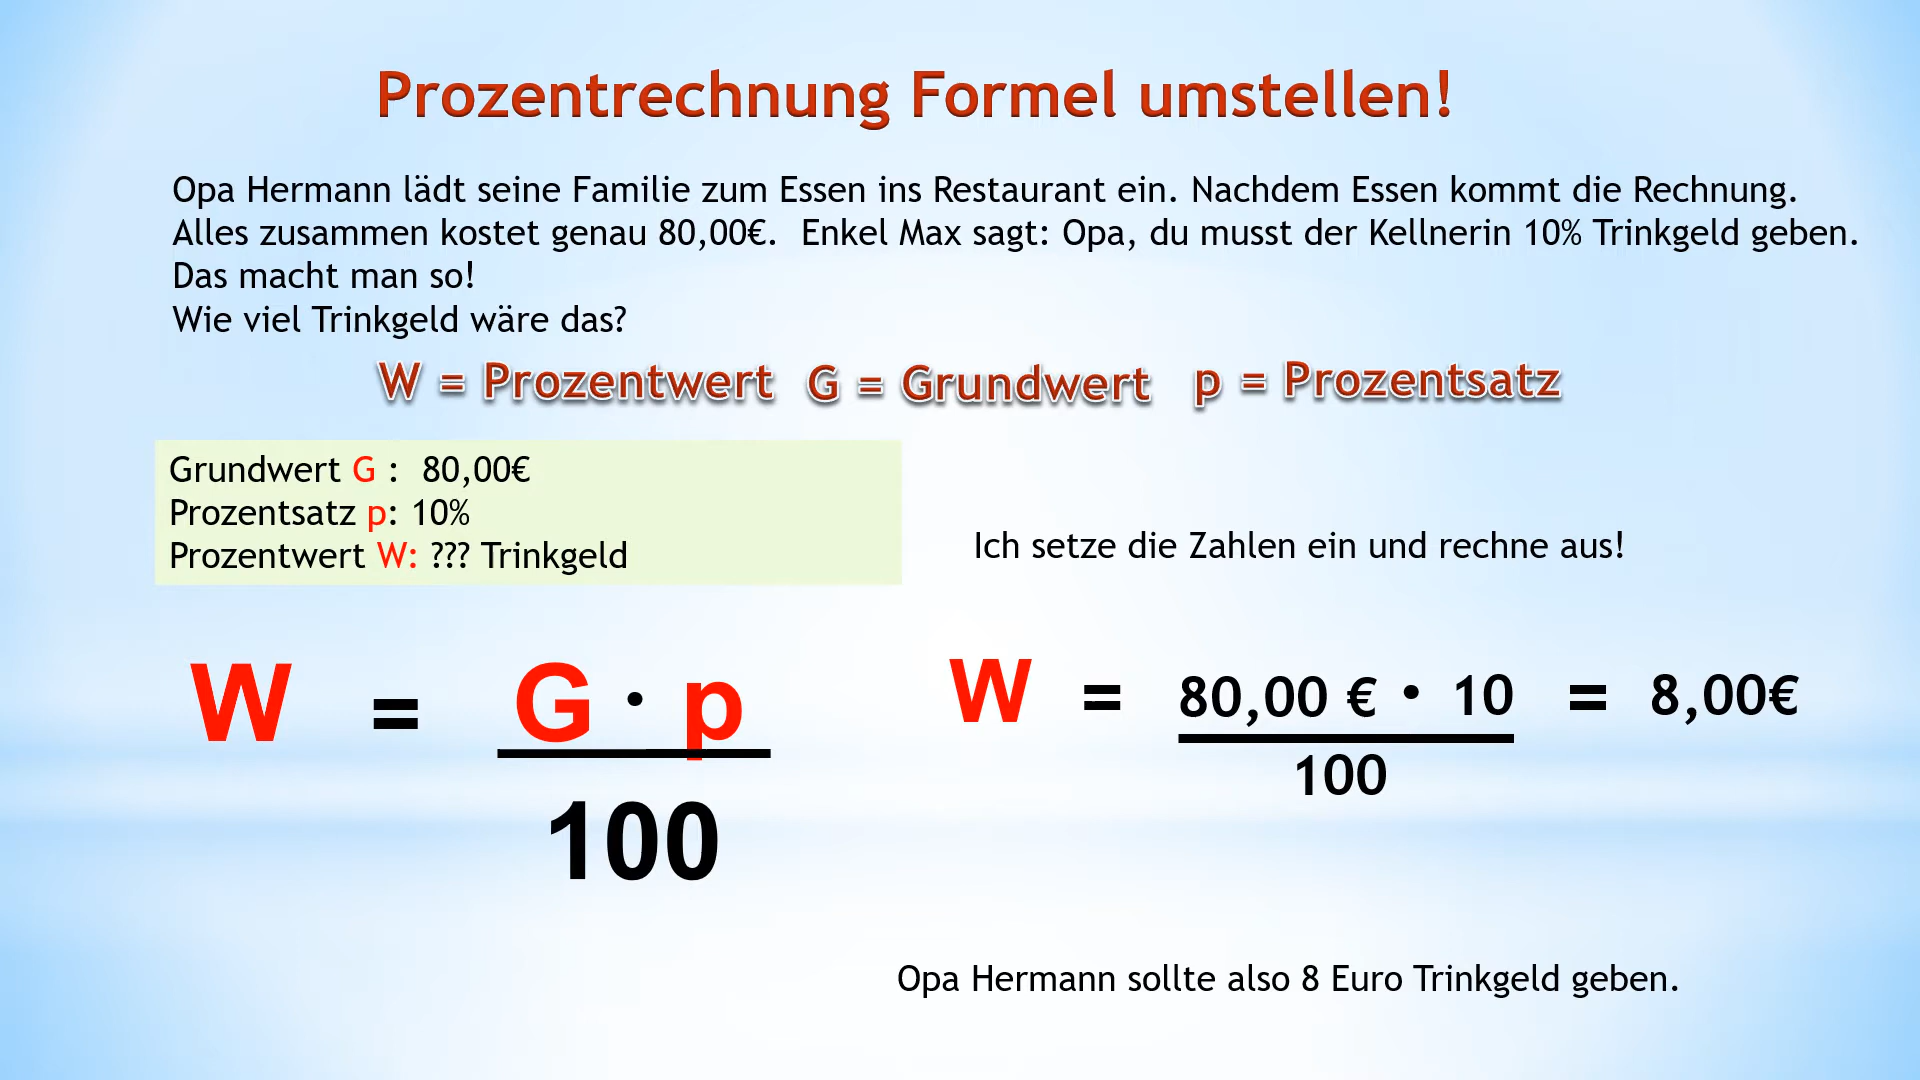 Prozentrechnung Formel umstellen!
Opa Hermann lädt seine Familie zum Essen ins Restaurant ein. Nachdem Essen kommt die Rechnung.
Alles zusammen kostet genau 80,00€.  Enkel Max sagt: Opa, du musst der Kellnerin 10% Trinkgeld geben.
Das macht man so!
Wie viel Trinkgeld wäre das?
W = Prozentwert G = Grundwert p = Prozentsatz
Grundwert G :  80,00€
Prozentsatz p: 10%
Prozentwert W: ??? Trinkgeld
Ich setze die Zahlen ein und rechne aus!
W = G · p
100
W = 80,00 € · 10 = 8,00€
100
Opa Hermann sollte also 8 Euro Trinkgeld geben.